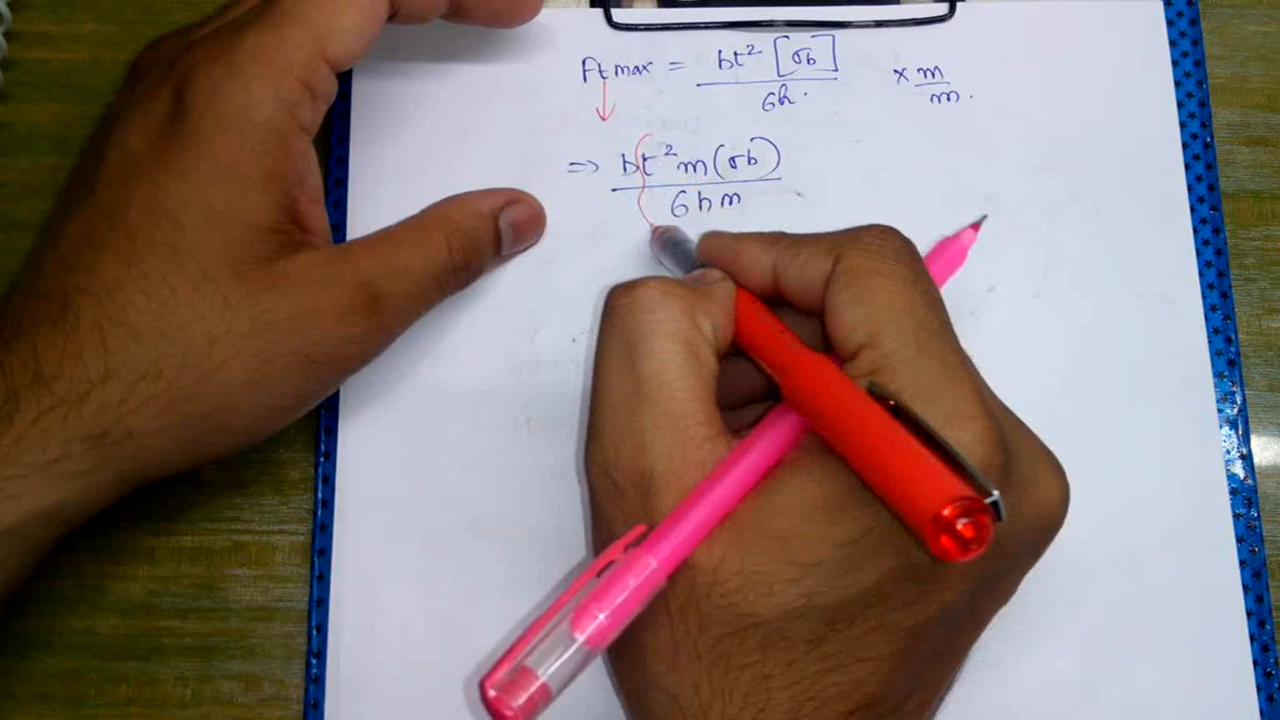 Ft max = bt² [σb] / 6h. × m / m.
⇒ bt² m (σb) / 6hm